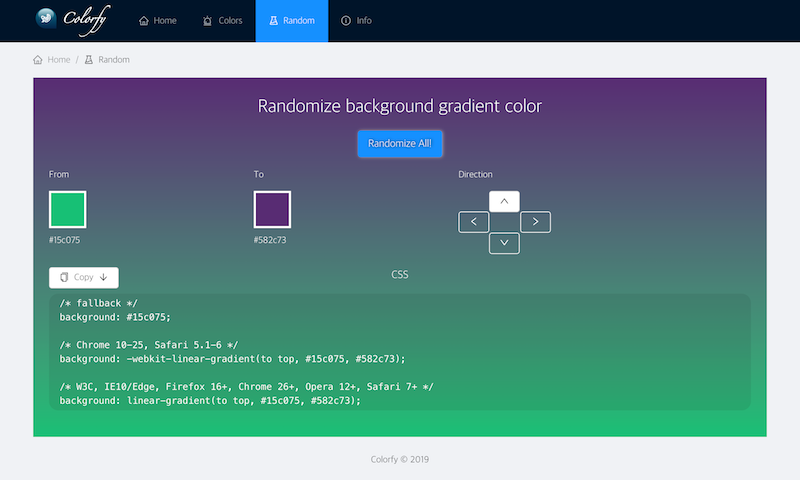 Colorfy
Home
Colors
Random
Info
Home / Random
Randomize background gradient color
Randomize All!
From
To
Direction
#15c075
#582c73
Copy
CSS
/* fallback */
background: #15c075;
/* Chrome 10-25, Safari 5.1-6 */
background: -webkit-linear-gradient(to top, #15c075, #582c73);
/* W3C, IE10/Edge, Firefox 16+, Chrome 26+, Opera 12+, Safari 7+ */
background: linear-gradient(to top, #15c075, #582c73);
Colorfy © 2019